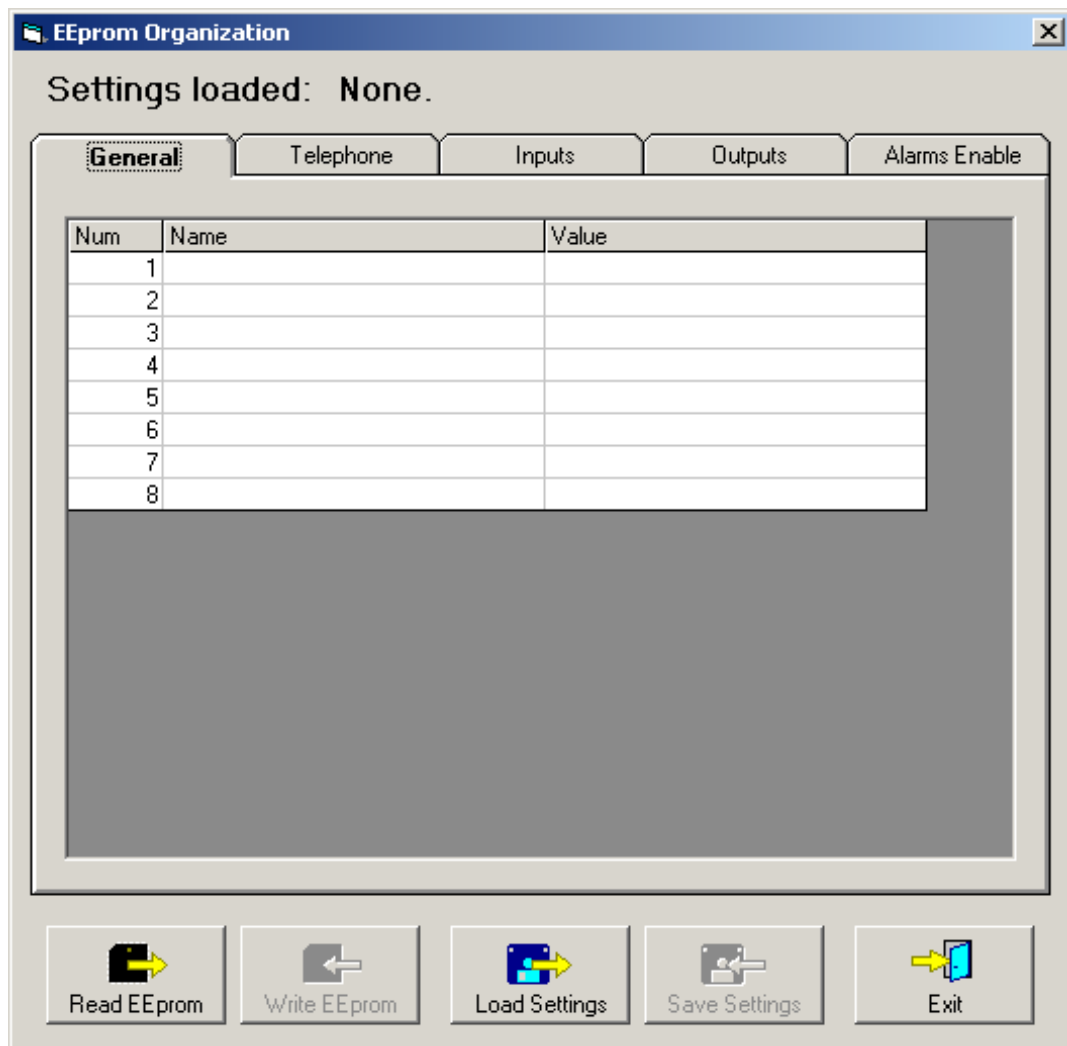 EEprom Organization
Settings loaded: None.
General Telephone Inputs Outputs Alarms Enable
Num Name Value
1
2
3
4
5
6
7
8
Read EEprom Write EEprom Load Settings Save Settings Exit